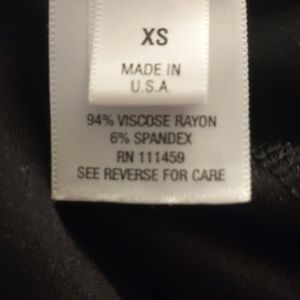 XS
MADE IN
U.S.A.
94% VISCOSE RAYON
6% SPANDEX
RN 111459
SEE REVERSE FOR CARE